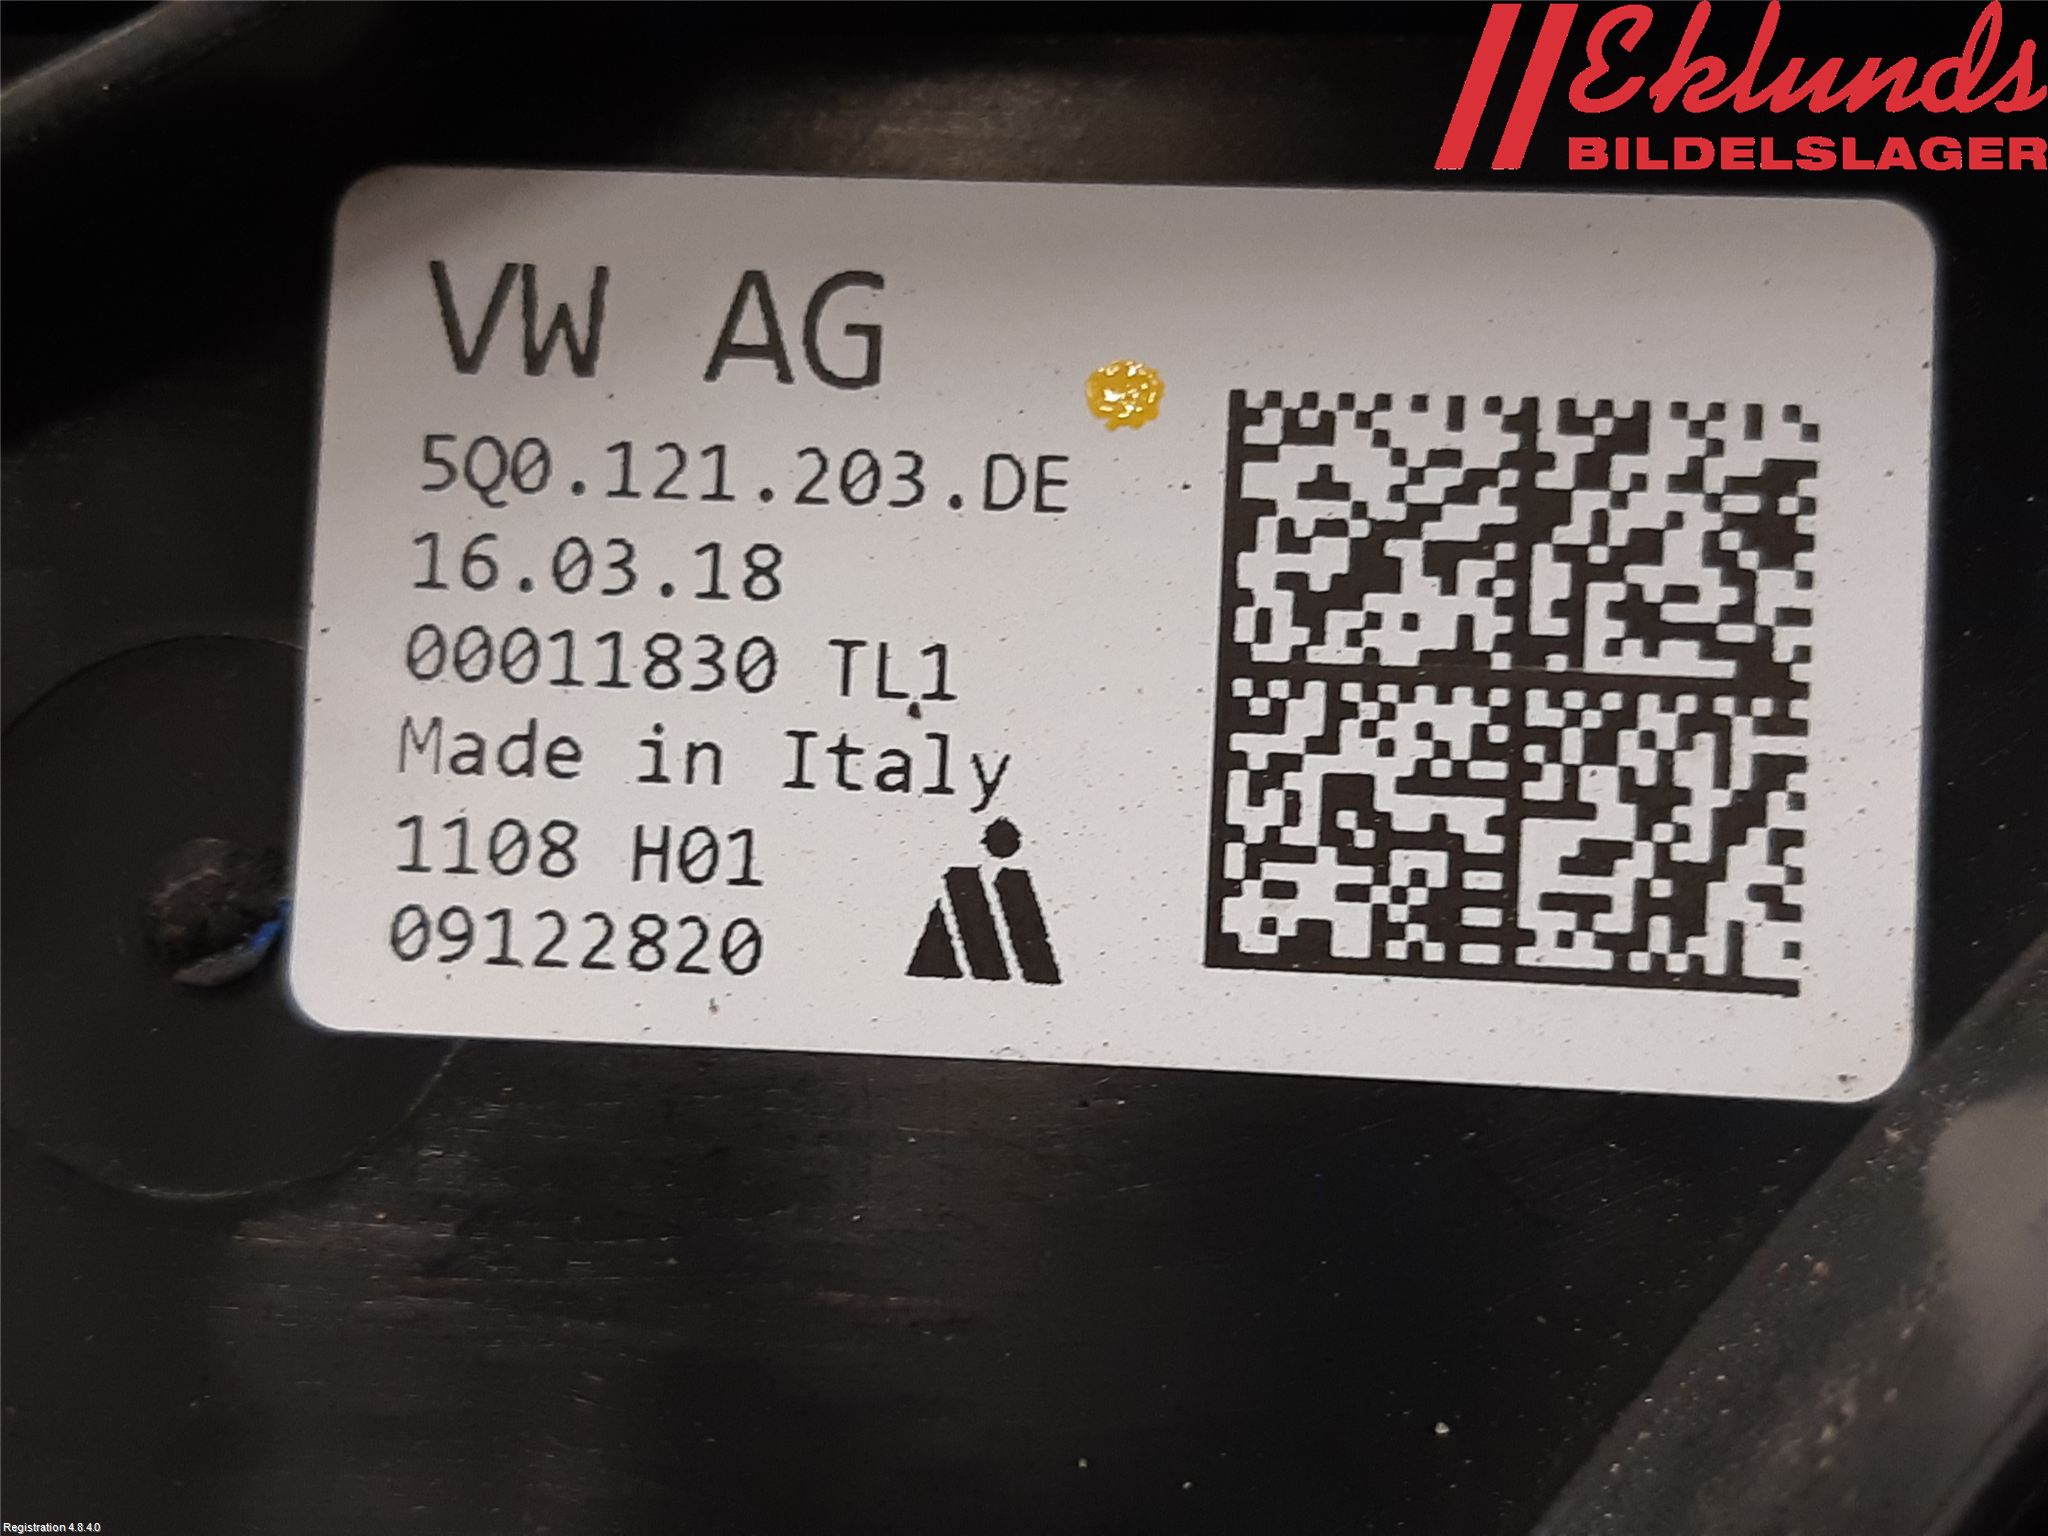 Eklunds
BILDELSLAGER
VW AG
5Q0.121.203.DE
16.03.18
00011830 TL1
Made in Italy
1108 H01
09122820
Registration 4.8.4.0